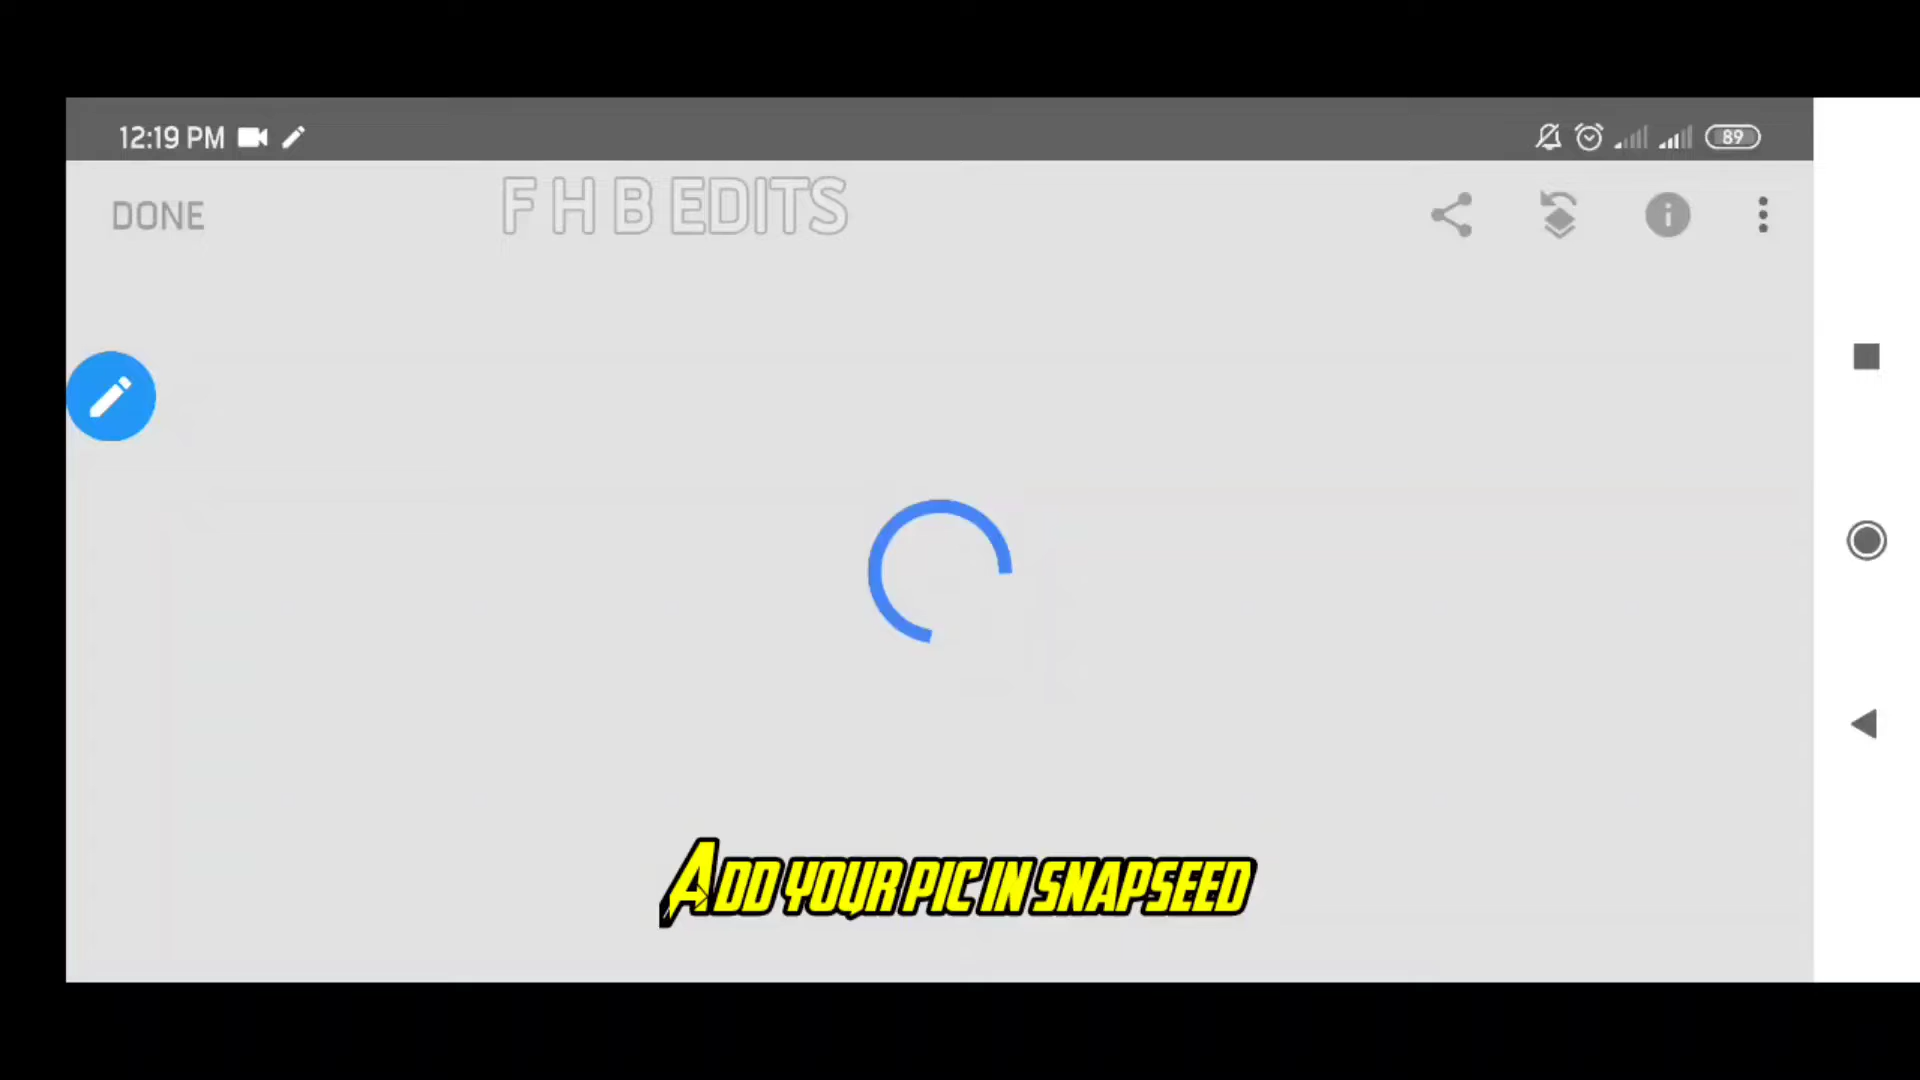 12:19 PM
89
DONE
F H B EDITS
ADD YOUR PIC IN SNAPSEED